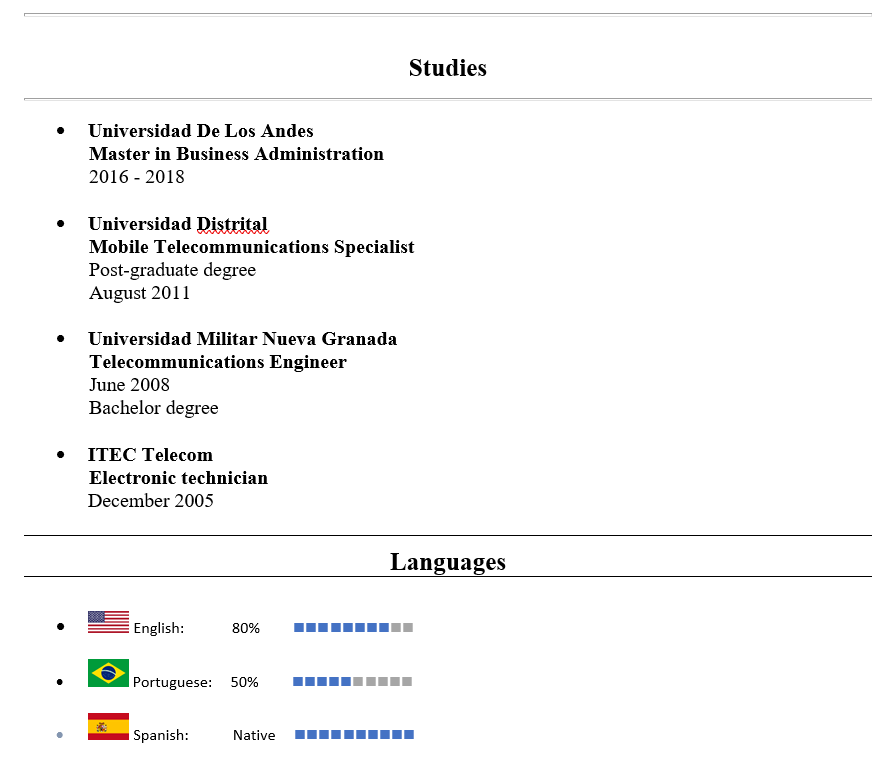 Studies
Universidad De Los Andes
Master in Business Administration
2016 - 2018
Universidad Distrital
Mobile Telecommunications Specialist
Post-graduate degree
August 2011
Universidad Militar Nueva Granada
Telecommunications Engineer
June 2008
Bachelor degree
ITEC Telecom
Electronic technician
December 2005
Languages
English: 80%
Portuguese: 50%
Spanish: Native